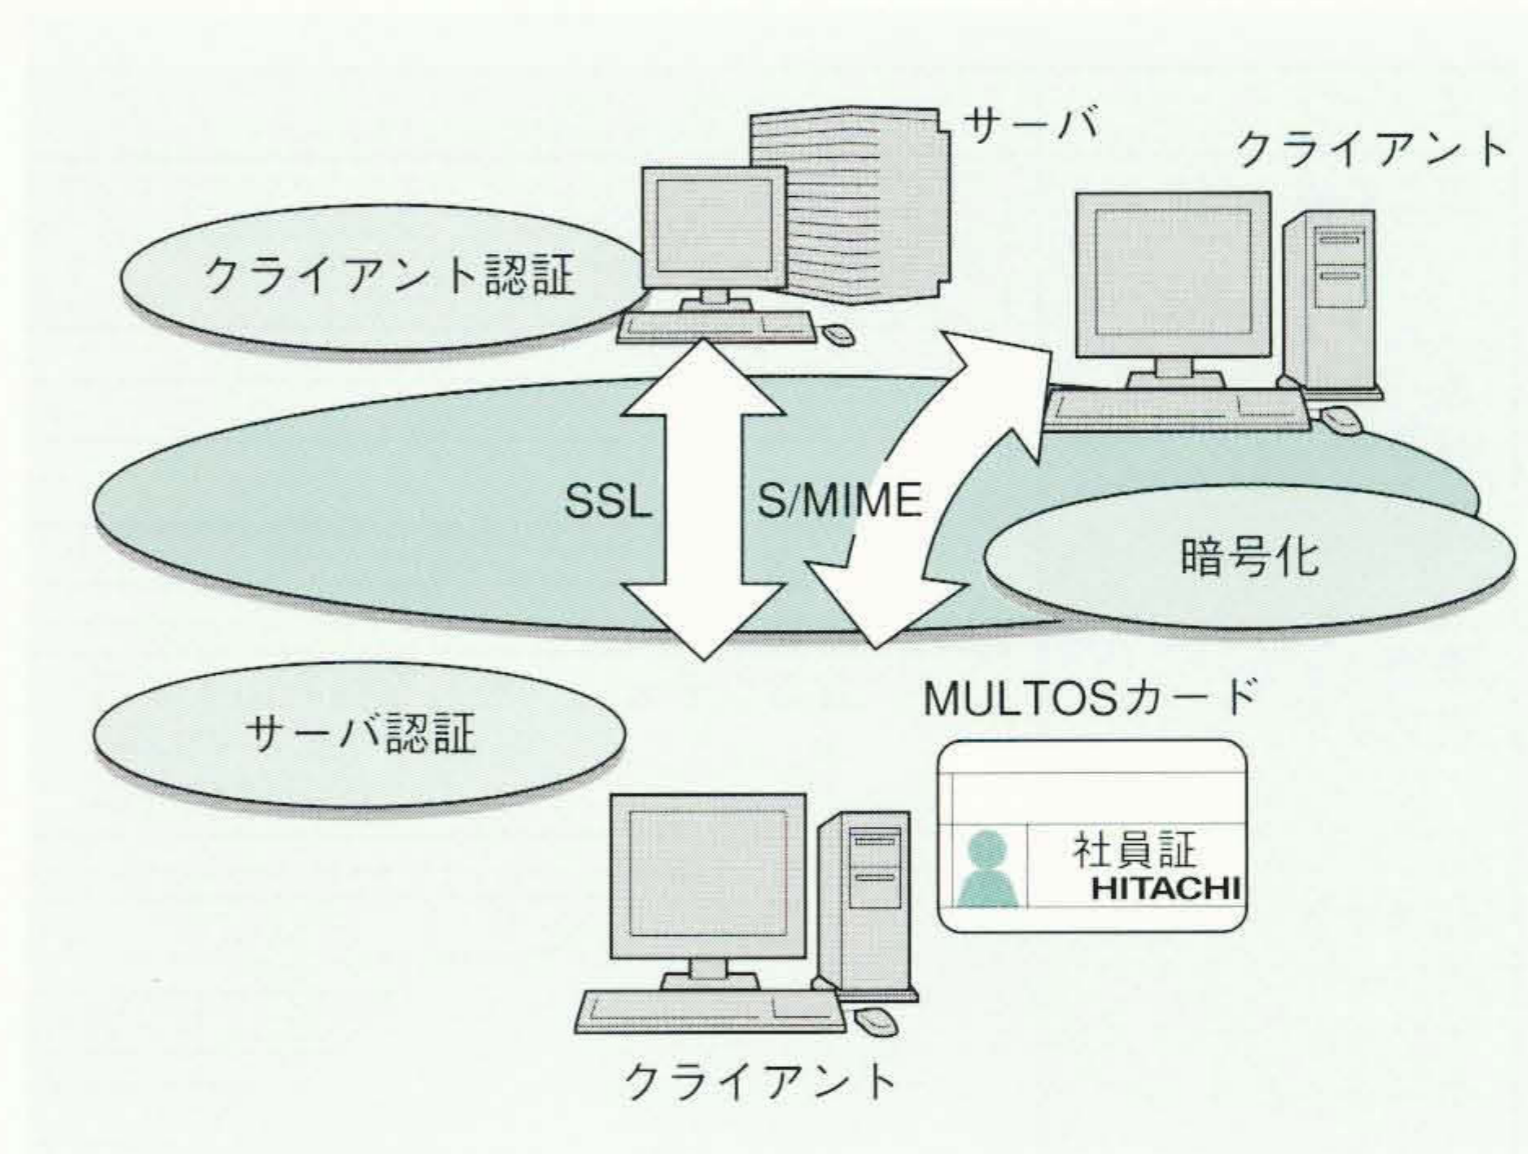 サーバ
クライアント
クライアント認証
SSL
S/MIME
暗号化
サーバ認証
MULTOSカード
社員証
HITACHI
クライアント